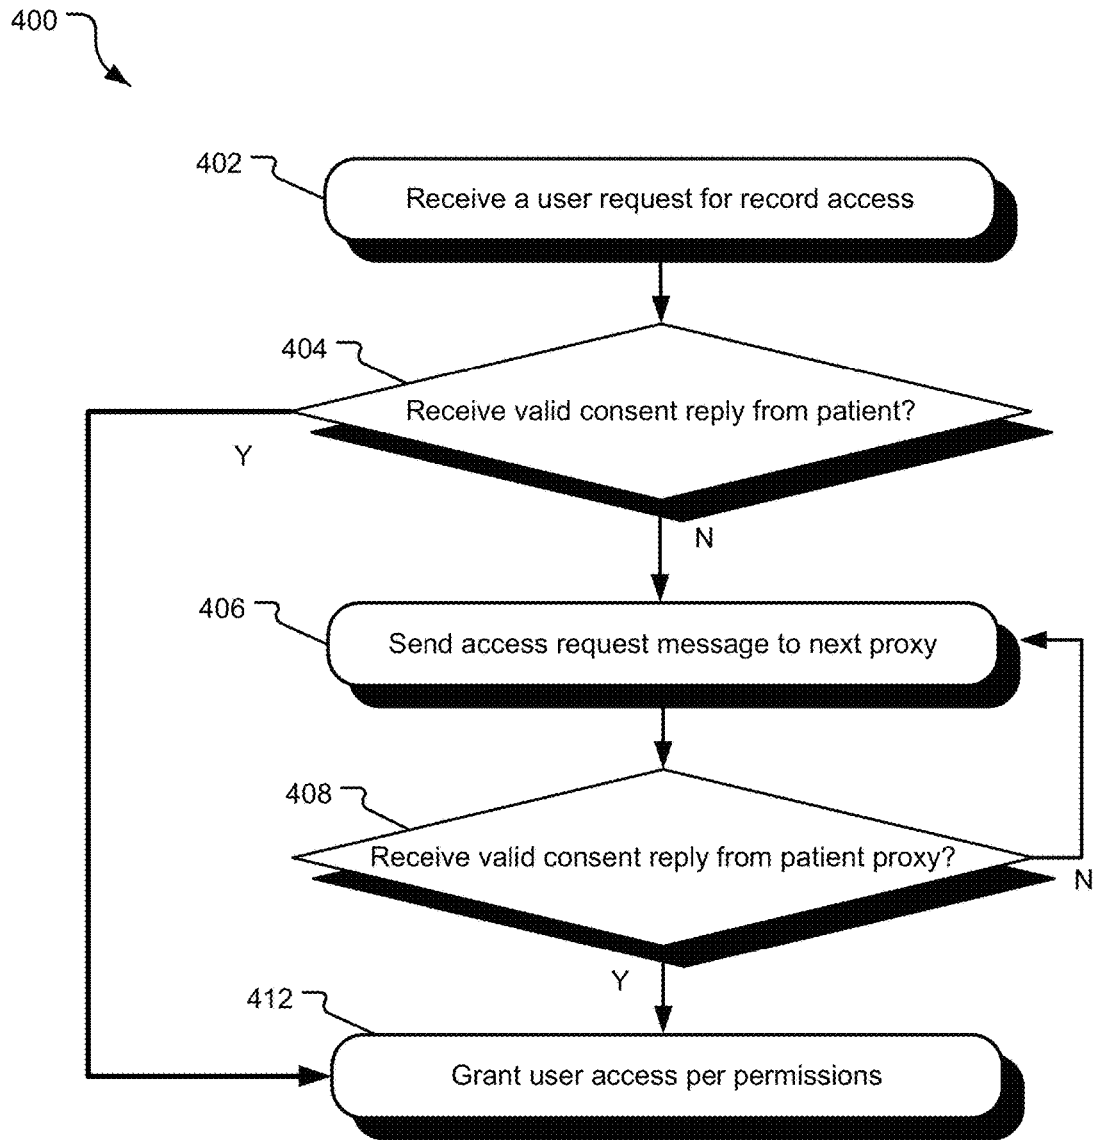 400
402
Receive a user request for record access
404
Receive valid consent reply from patient?
Y
N
406
Send access request message to next proxy
408
Receive valid consent reply from patient proxy?
N
Y
412
Grant user access per permissions